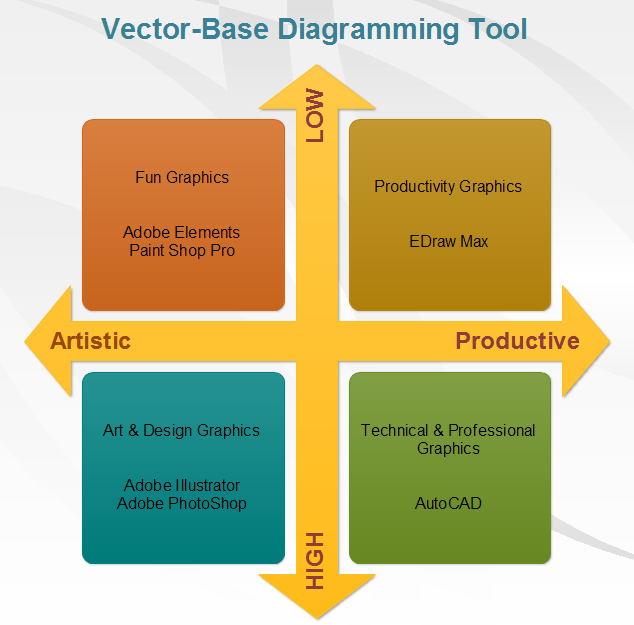 Vector-Base Diagramming Tool
LOW
Fun Graphics
Adobe Elements
Paint Shop Pro
Productivity Graphics
EDraw Max
Artistic
Productive
Art & Design Graphics
Adobe Illustrator
Adobe PhotoShop
Technical & Professional
Graphics
AutoCAD
HIGH